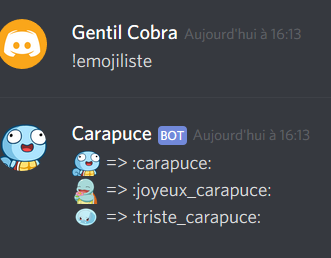 Gentil Cobra Aujourd'hui à 16:13
!emojiliste
Carapuce BOT Aujourd'hui à 16:13
=> :carapuce:
=> :joyeux_carapuce:
=> :triste_carapuce: